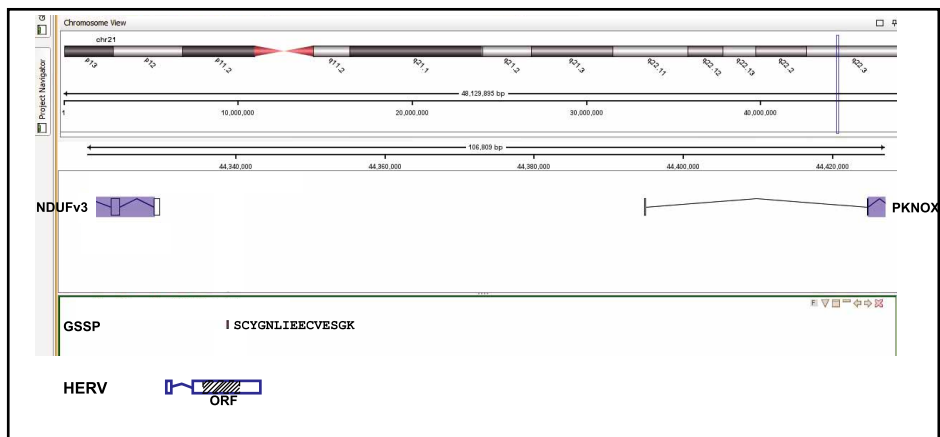 G
Chromosome View
Project Navigator
chr21
p13 p12 p11.2 q11.2 q21.1 q21.2 q21.3 q22.11 q22.12 q22.13 q22.2 q22.3
48,129,895 bp
1 10,000,000 20,000,000 30,000,000 40,000,000
106,809 bp
44,340,000 44,360,000 44,380,000 44,400,000 44,420,000
NDUFv3 PKNOX
GSSP SCYGNLIEECVESGK
HERV
ORF